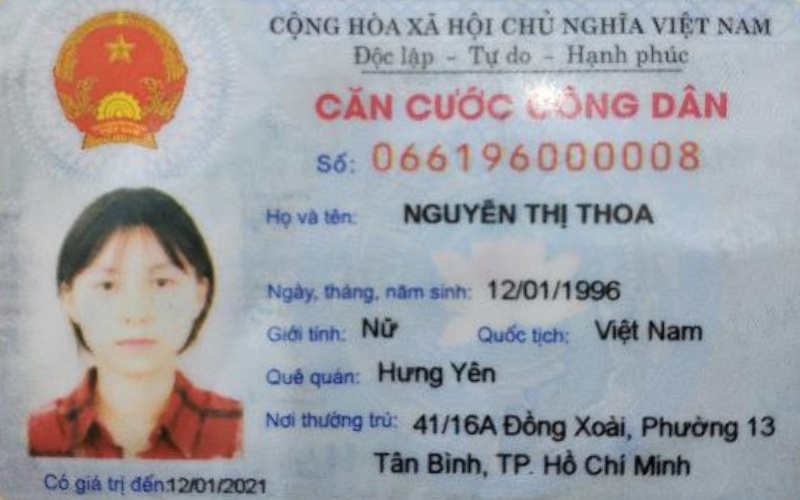 CỘNG HÒA XÃ HỘI CHỦ NGHĨA VIỆT NAM
Độc lập - Tự do - Hạnh phúc
CĂN CƯỚC CÔNG DÂN
Số: 066196000008
Họ và tên: NGUYỄN THỊ THOA
Ngày, tháng, năm sinh: 12/01/1996
Giới tính: Nữ Quốc tịch: Việt Nam
Quê quán: Hưng Yên
Nơi thường trú: 41/16A Đồng Xoài, Phường 13
Tân Bình, TP. Hồ Chí Minh
Có giá trị đến: 12/01/2021